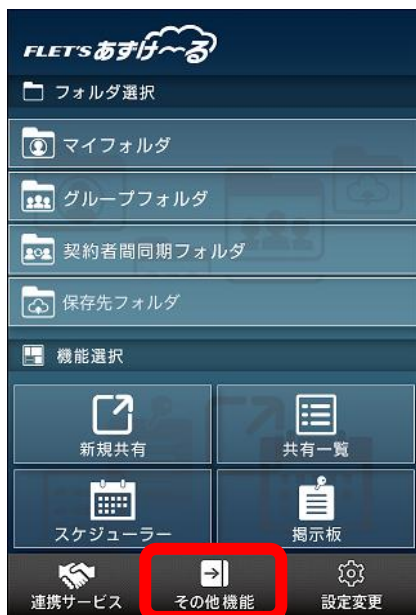 FLET'S あずけ〜る
フォルダ選択
マイフォルダ
グループフォルダ
契約者間同期フォルダ
保存先フォルダ
機能選択
新規共有
共有一覧
スケジューラー
掲示板
連携サービス
その他機能
設定変更